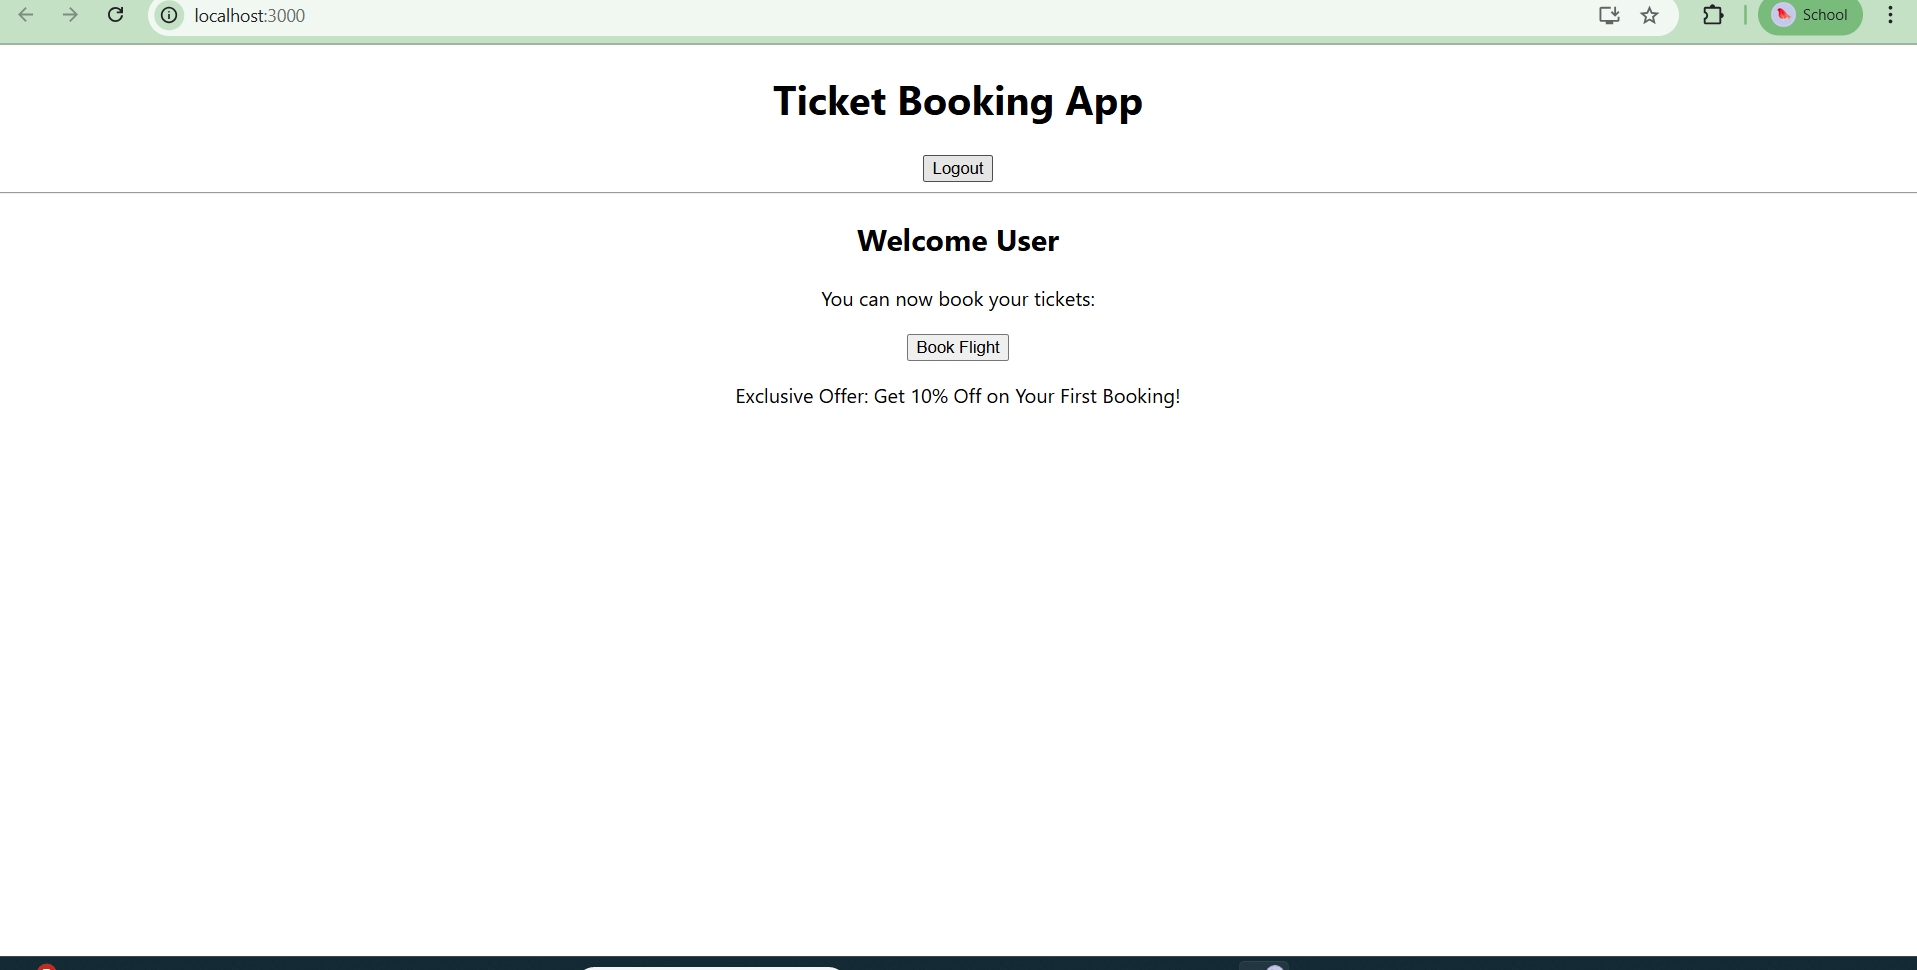 localhost:3000
School
Ticket Booking App
Logout
Welcome User
You can now book your tickets:
Book Flight
Exclusive Offer: Get 10% Off on Your First Booking!